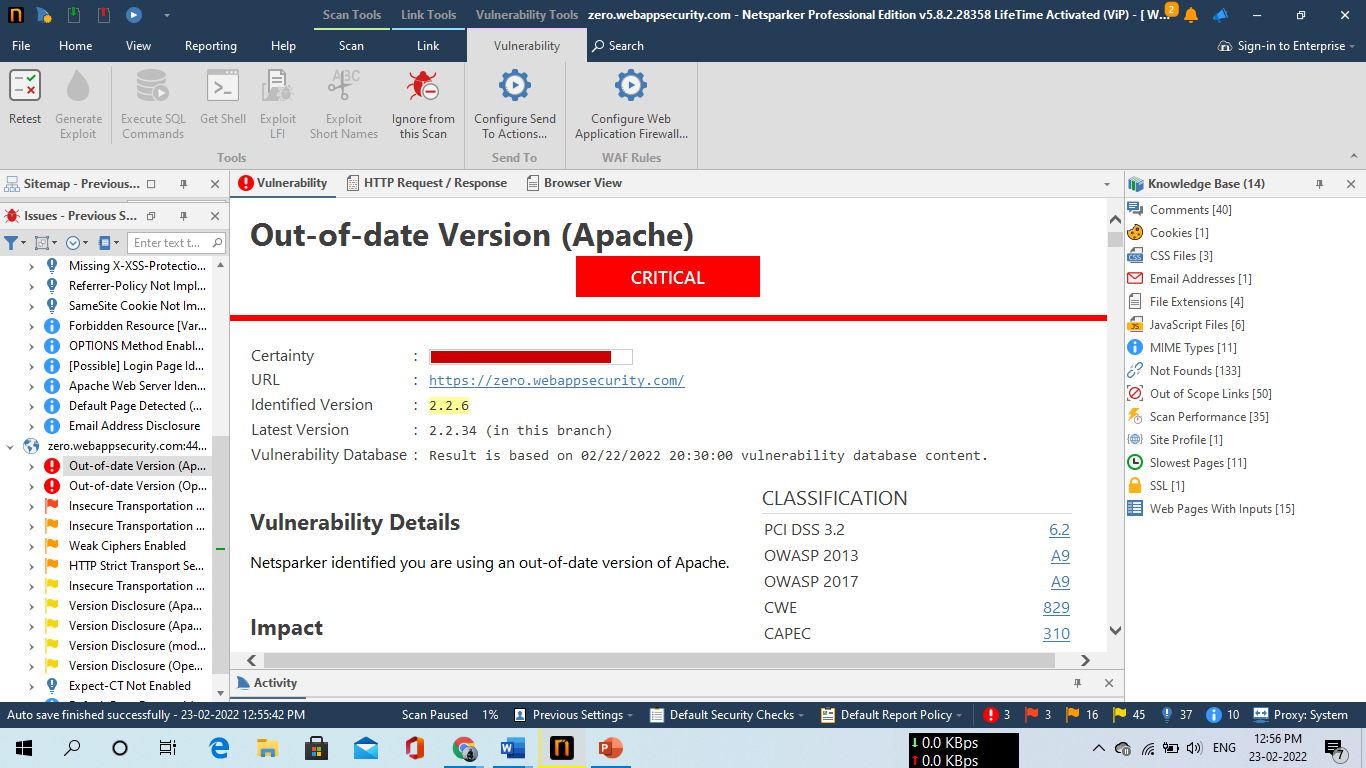 Scan Tools Link Tools Vulnerability Tools zero.webappsecurity.com - Netsparker Professional Edition v5.8.2.28358 LifeTime Activated (ViP) - [ W... 2
File Home View Reporting Help Scan Link Vulnerability Search Sign-in to Enterprise
ABC
Retest Generate Exploit Execute SQL Commands Get Shell Exploit LFI Exploit Short Names Ignore from this Scan Configure Send To Actions... Configure Web Application Firewall...
Tools Send To WAF Rules
Sitemap - Previous...
Issues - Previous S...
Enter text t...
Missing X-XSS-Protectio...
Referrer-Policy Not Impl...
SameSite Cookie Not Im...
Forbidden Resource [Var...
OPTIONS Method Enabl...
[Possible] Login Page Id...
Apache Web Server Iden...
Default Page Detected (...
Email Address Disclosure
zero.webappsecurity.com:44...
Out-of-date Version (Ap...
Out-of-date Version (Op...
Insecure Transportation ...
Insecure Transportation ...
Weak Ciphers Enabled
HTTP Strict Transport Se...
Insecure Transportation ...
Version Disclosure (Apa...
Version Disclosure (Apa...
Version Disclosure (mod...
Version Disclosure (Ope...
Expect-CT Not Enabled
Vulnerability HTTP Request / Response Browser View
Out-of-date Version (Apache)
CRITICAL
Certainty :
URL : https://zero.webappsecurity.com/
Identified Version : 2.2.6
Latest Version : 2.2.34 (in this branch)
Vulnerability Database : Result is based on 02/22/2022 20:30:00 vulnerability database content.
Vulnerability Details
Netsparker identified you are using an out-of-date version of Apache.
Impact
CLASSIFICATION
PCI DSS 3.2 6.2
OWASP 2013 A9
OWASP 2017 A9
CWE 829
CAPEC 310
Activity
Knowledge Base (14)
Comments [40]
Cookies [1]
CSS Files [3]
Email Addresses [1]
File Extensions [4]
JavaScript Files [6]
MIME Types [11]
Not Founds [133]
Out of Scope Links [50]
Scan Performance [35]
Site Profile [1]
Slowest Pages [11]
SSL [1]
Web Pages With Inputs [15]
Auto save finished successfully - 23-02-2022 12:55:42 PM Scan Paused 1% Previous Settings Default Security Checks Default Report Policy 3 3 16 45 37 10 Proxy: System
0.0 KBps
0.0 KBps
ENG
12:56 PM
23-02-2022
7